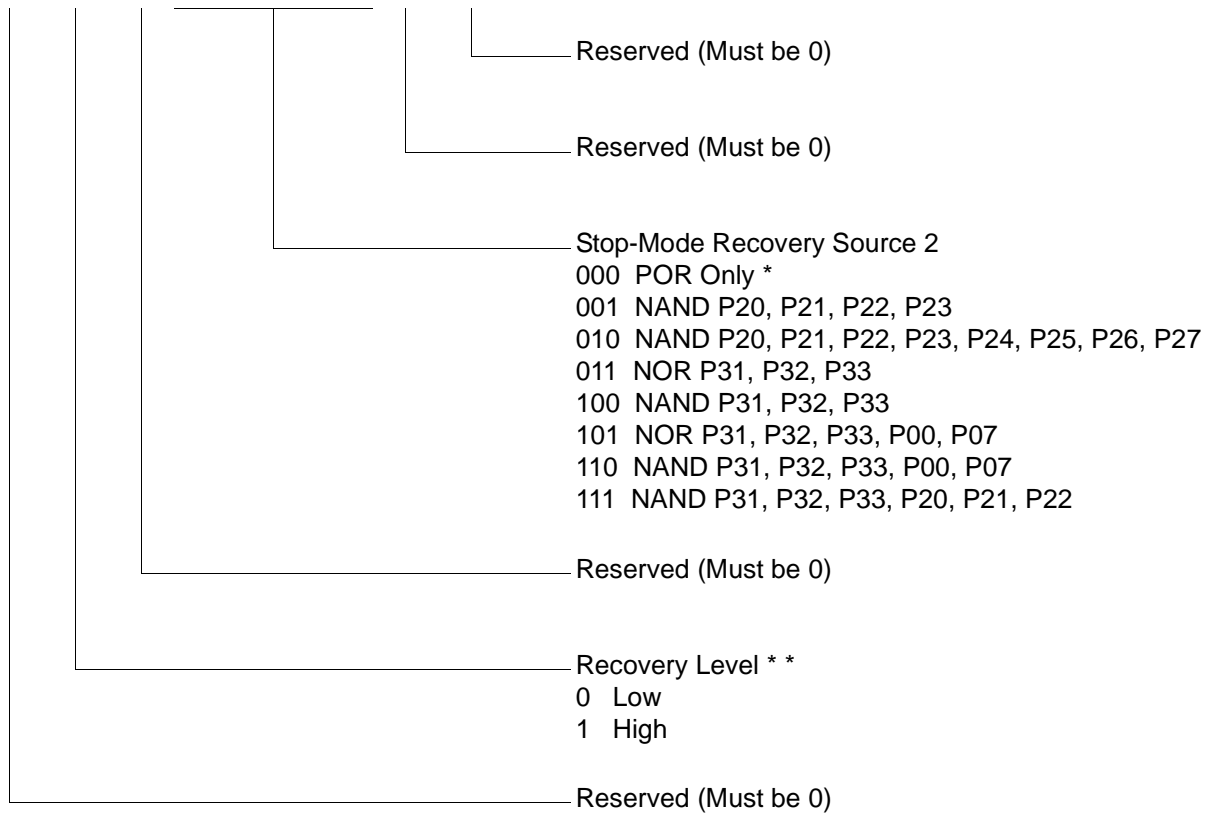 Reserved (Must be 0)
Reserved (Must be 0)
Stop-Mode Recovery Source 2
000 POR Only *
001 NAND P20, P21, P22, P23
010 NAND P20, P21, P22, P23, P24, P25, P26, P27
011 NOR P31, P32, P33
100 NAND P31, P32, P33
101 NOR P31, P32, P33, P00, P07
110 NAND P31, P32, P33, P00, P07
111 NAND P31, P32, P33, P20, P21, P22
Reserved (Must be 0)
Recovery Level * *
0 Low
1 High
Reserved (Must be 0)